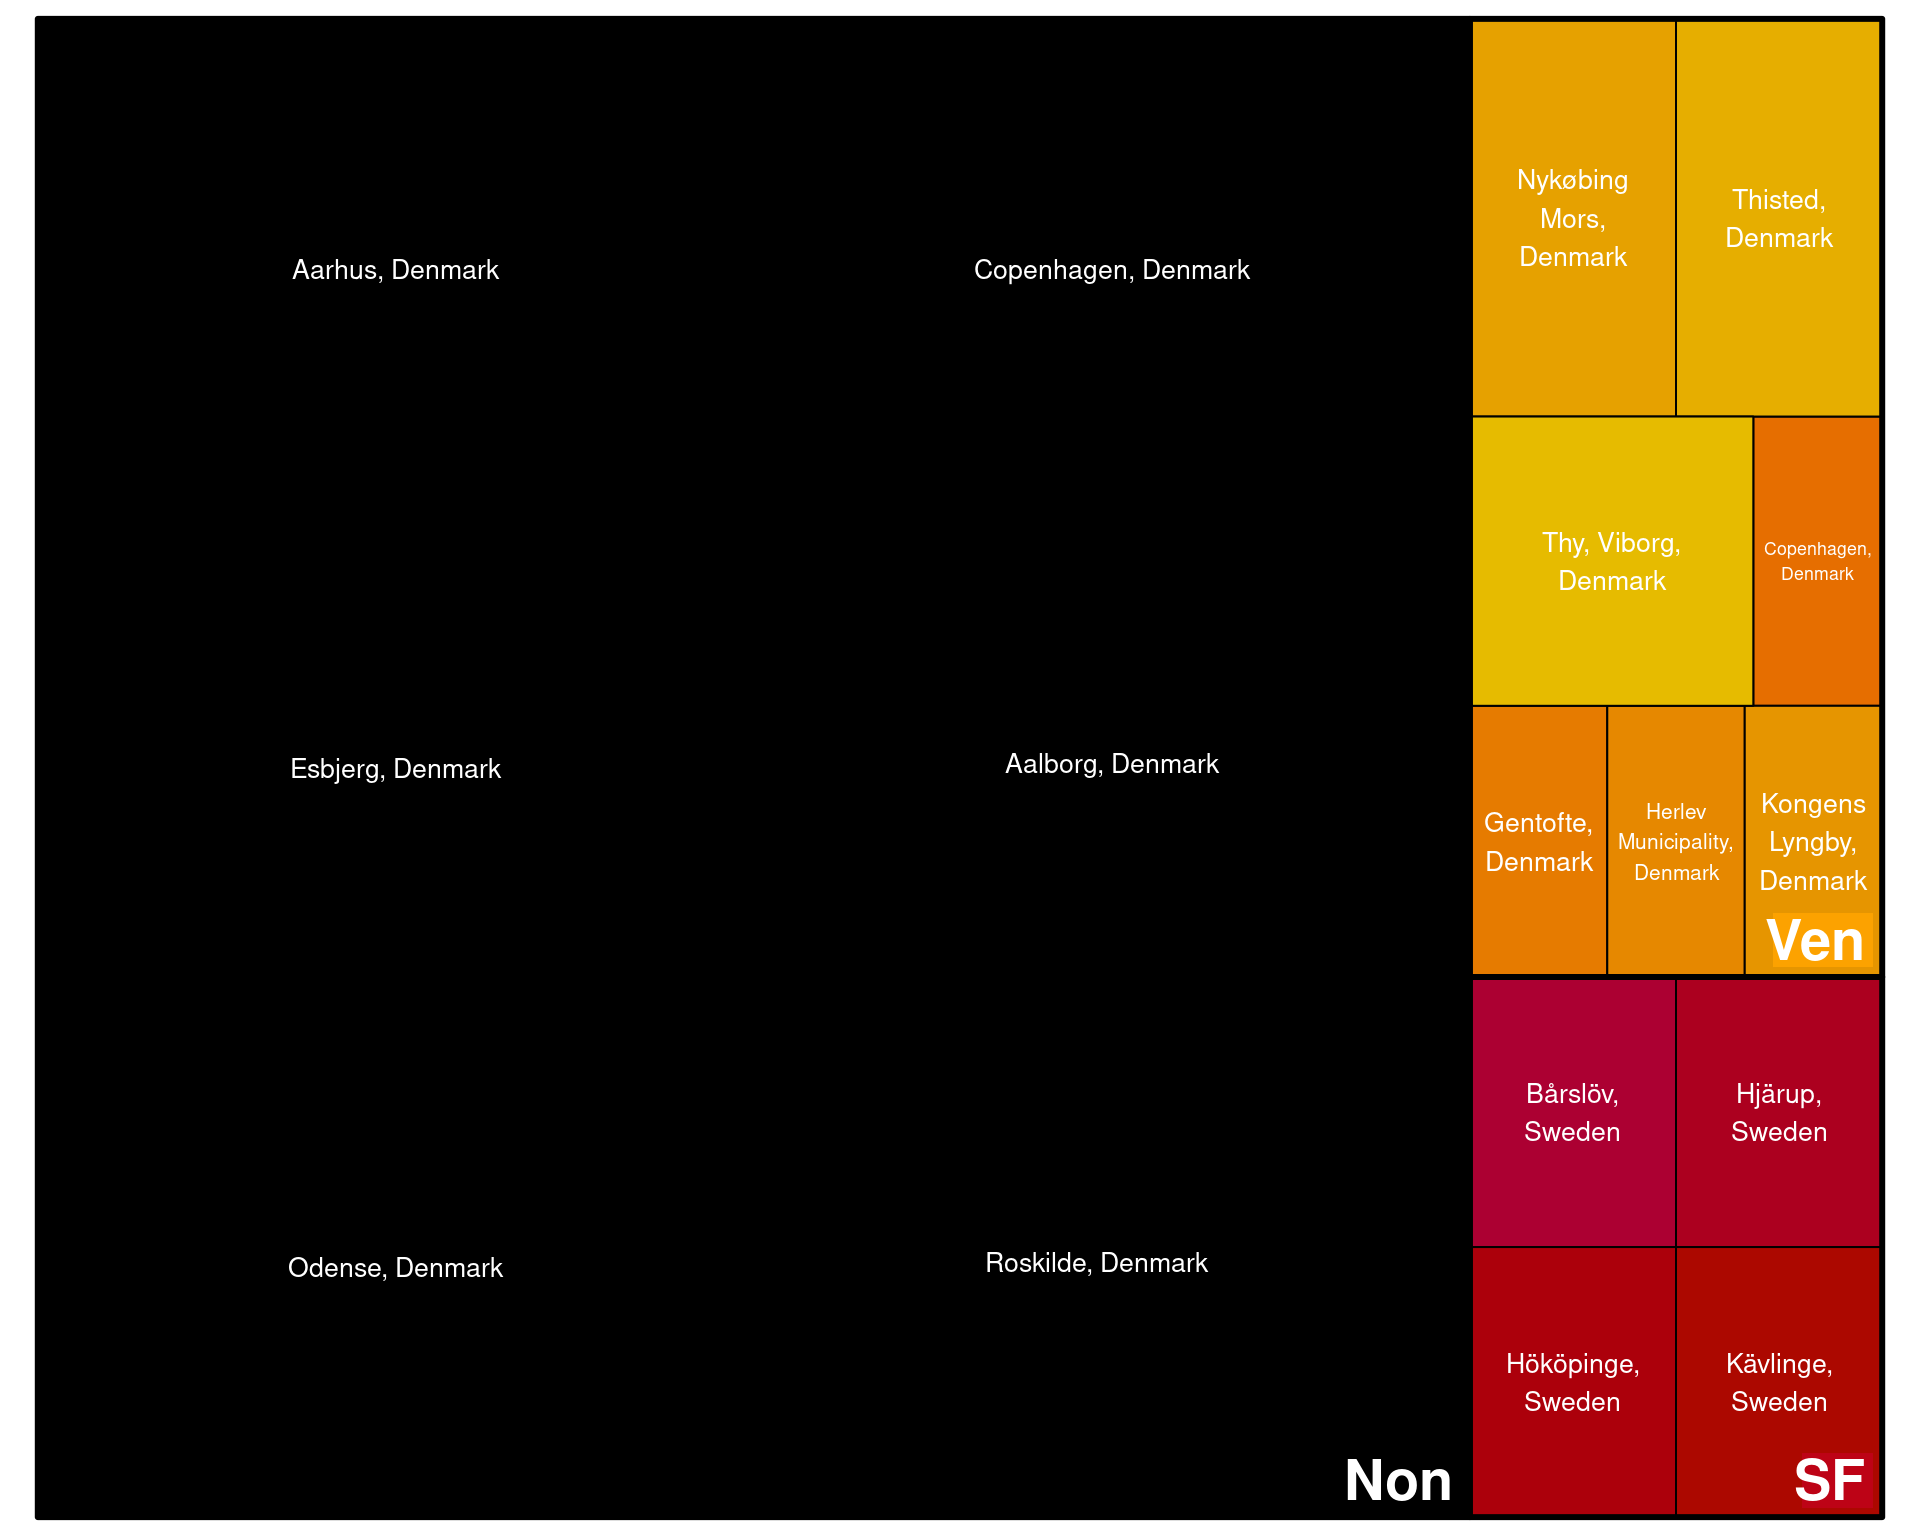 Aarhus, Denmark
Copenhagen, Denmark
Esbjerg, Denmark
Aalborg, Denmark
Odense, Denmark
Roskilde, Denmark
Non
Nykøbing
Mors,
Denmark
Thisted,
Denmark
Thy, Viborg,
Denmark
Copenhagen,
Denmark
Gentofte,
Denmark
Herlev
Municipality,
Denmark
Kongens
Lyngby,
Denmark
Ven
Bårslöv,
Sweden
Hjärup,
Sweden
Hököpinge,
Sweden
Kävlinge,
Sweden
SF